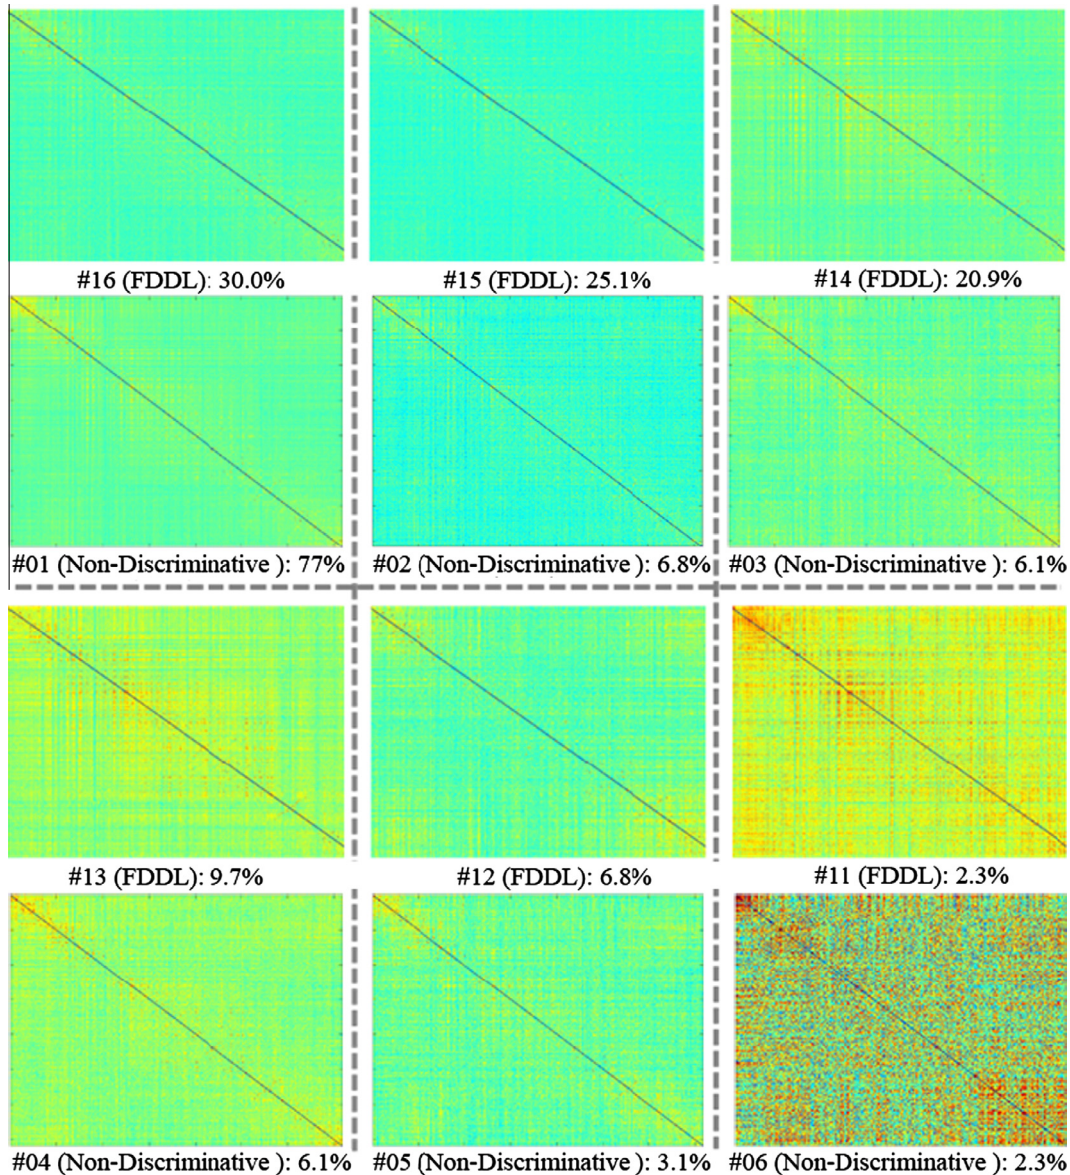 #16 (FDDL): 30.0%
#15 (FDDL): 25.1%
#14 (FDDL): 20.9%
#01 (Non-Discriminative ): 77%
#02 (Non-Discriminative ): 6.8%
#03 (Non-Discriminative ): 6.1%
#13 (FDDL): 9.7%
#12 (FDDL): 6.8%
#11 (FDDL): 2.3%
#04 (Non-Discriminative ): 6.1%
#05 (Non-Discriminative ): 3.1%
#06 (Non-Discriminative ): 2.3%